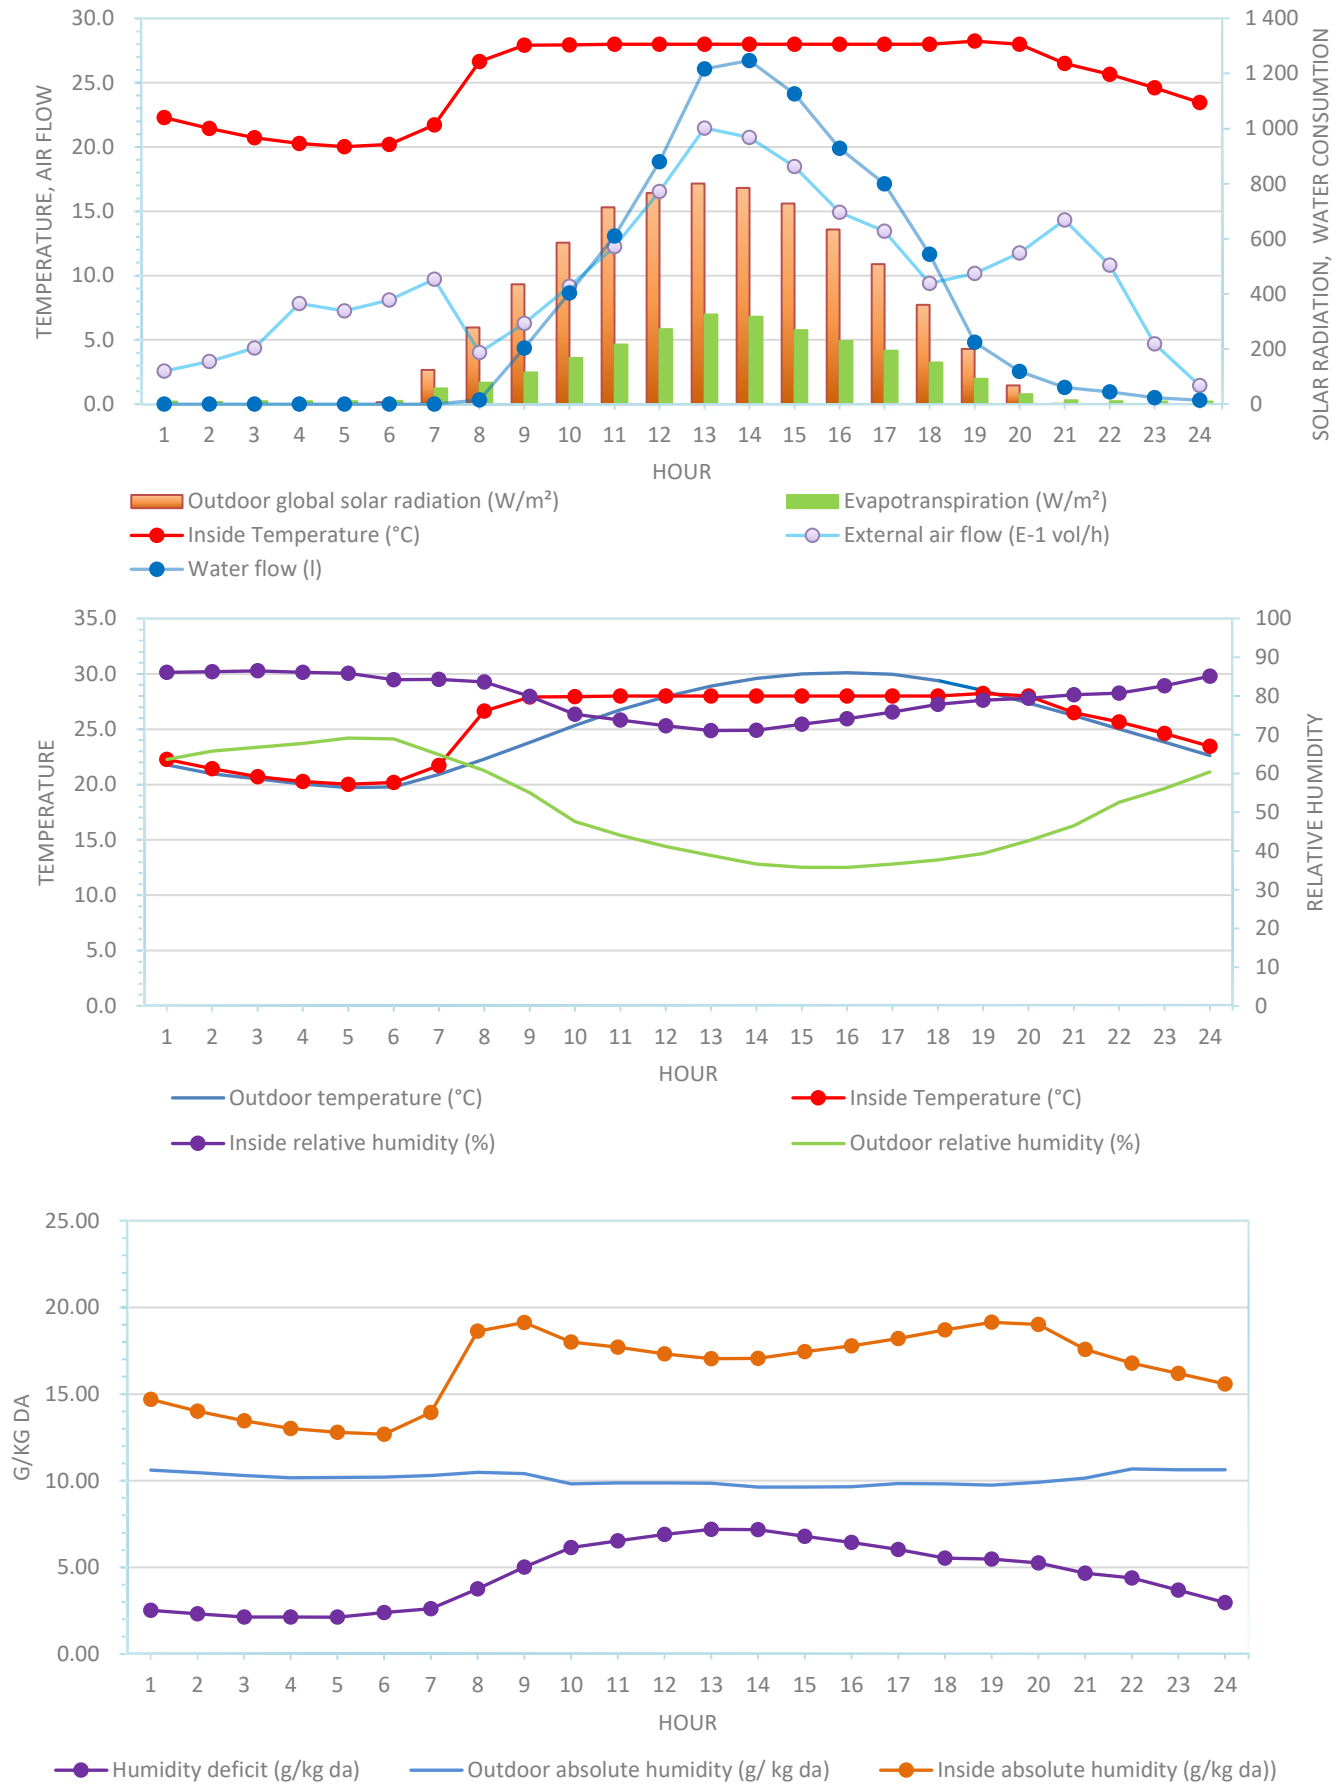 30.0
25.0
20.0
15.0
10.0
5.0
0.0
TEMPERATURE, AIR FLOW
1 400
1 200
1 000
800
600
400
200
0
SOLAR RADIATION, WATER CONSUMTION
1 2 3 4 5 6 7 8 9 10 11 12 13 14 15 16 17 18 19 20 21 22 23 24
HOUR
Outdoor global solar radiation (W/m²)
Evapotranspiration (W/m²)
Inside Temperature (°C)
External air flow (E-1 vol/h)
Water flow (l)
35.0
30.0
25.0
20.0
15.0
10.0
5.0
0.0
TEMPERATURE
100
90
80
70
60
50
40
30
20
10
0
RELATIVE HUMIDITY
1 2 3 4 5 6 7 8 9 10 11 12 13 14 15 16 17 18 19 20 21 22 23 24
HOUR
Outdoor temperature (°C)
Inside Temperature (°C)
Inside relative humidity (%)
Outdoor relative humidity (%)
25.00
20.00
15.00
10.00
5.00
0.00
G/KG DA
1 2 3 4 5 6 7 8 9 10 11 12 13 14 15 16 17 18 19 20 21 22 23 24
HOUR
Humidity deficit (g/kg da)
Outdoor absolute humidity (g/ kg da)
Inside absolute humidity (g/kg da))